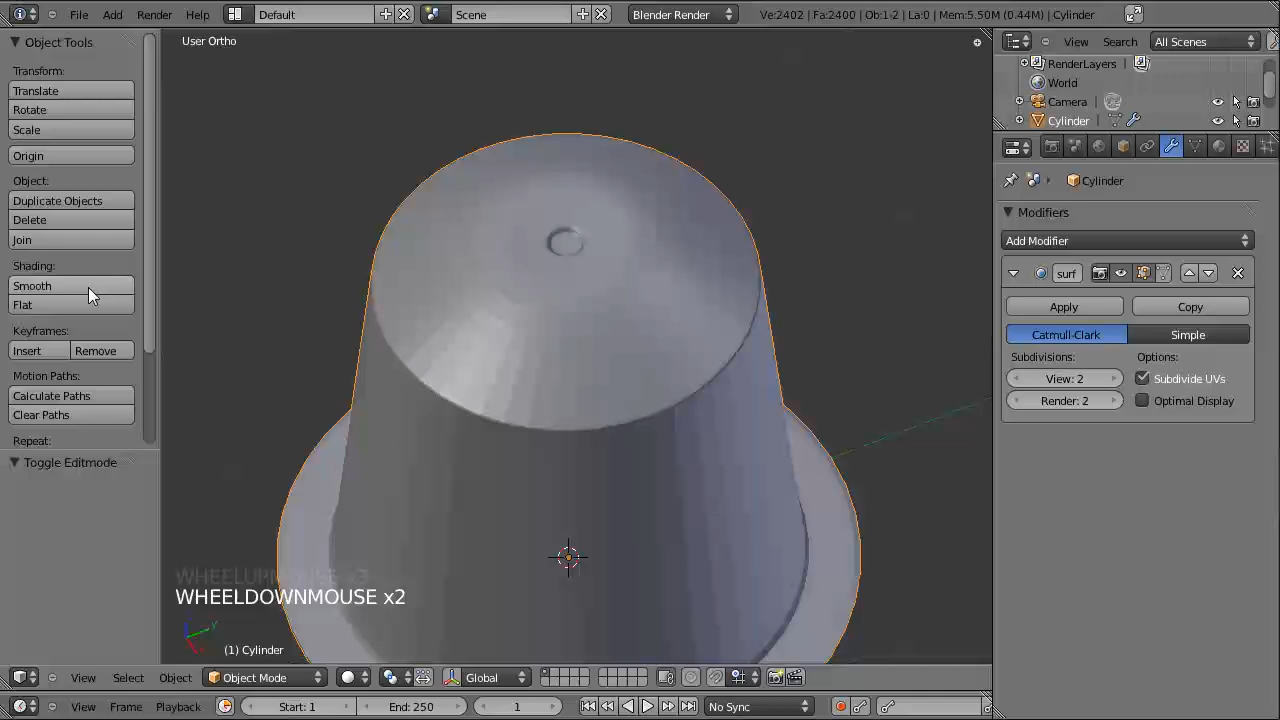 File Add Render Help Default Scene Blender Render Ve:2402 | Fa:2400 | Ob:1-2 | La:0 | Mem:5.50M (0.44M) | Cylinder
Object Tools
User Ortho
View Search All Scenes
RenderLayers |
World
Camera
Cylinder
Transform:
Translate
Rotate
Scale
Origin
Object:
Duplicate Objects
Delete
Join
Shading:
Smooth
Flat
Keyframes:
Insert Remove
Motion Paths:
Calculate Paths
Clear Paths
Repeat:
Toggle Editmode
Cylinder
Modifiers
Add Modifier
surf
Apply Copy
Catmull-Clark Simple
Subdivisions: Options:
View: 2 Subdivide UVs
Render: 2 Optimal Display
WHEELUPMOUSE x3
WHEELDOWNMOUSE x2
(1) Cylinder
View Select Object Object Mode Global
View Frame Playback Start: 1 End: 250 1 No Sync